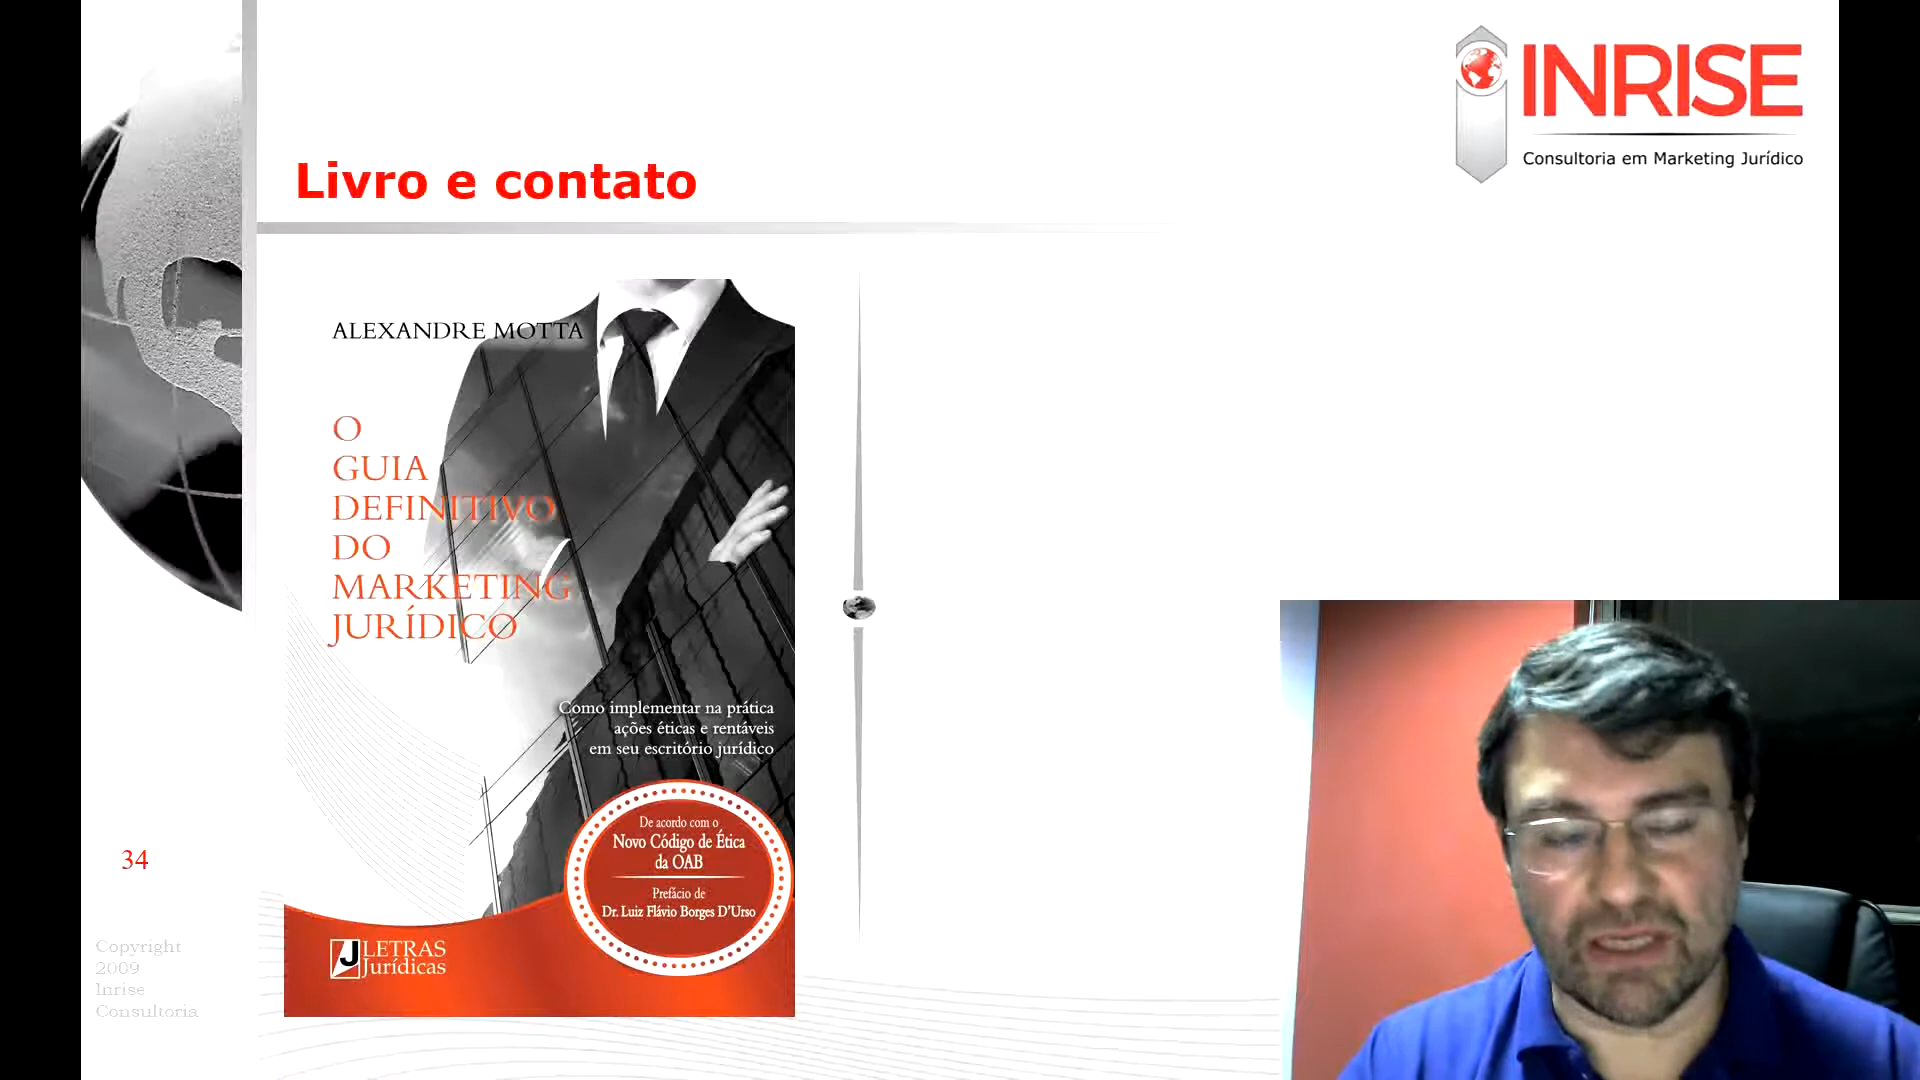 INRISE
Consultoria em Marketing Jurídico
Livro e contato
ALEXANDRE MOTTA
O
GUIA
DEFINITIVO
DO
MARKETING
JURÍDICO
Como implementar na prática
ações éticas e rentáveis
em seu escritório jurídico
De acordo com o
Novo Código de Ética
da OAB
Prefácio de
Dr. Luiz Flávio Borges D'Urso
J LETRAS
Jurídicas
34
Copyright
2009
Inrise
Consultoria